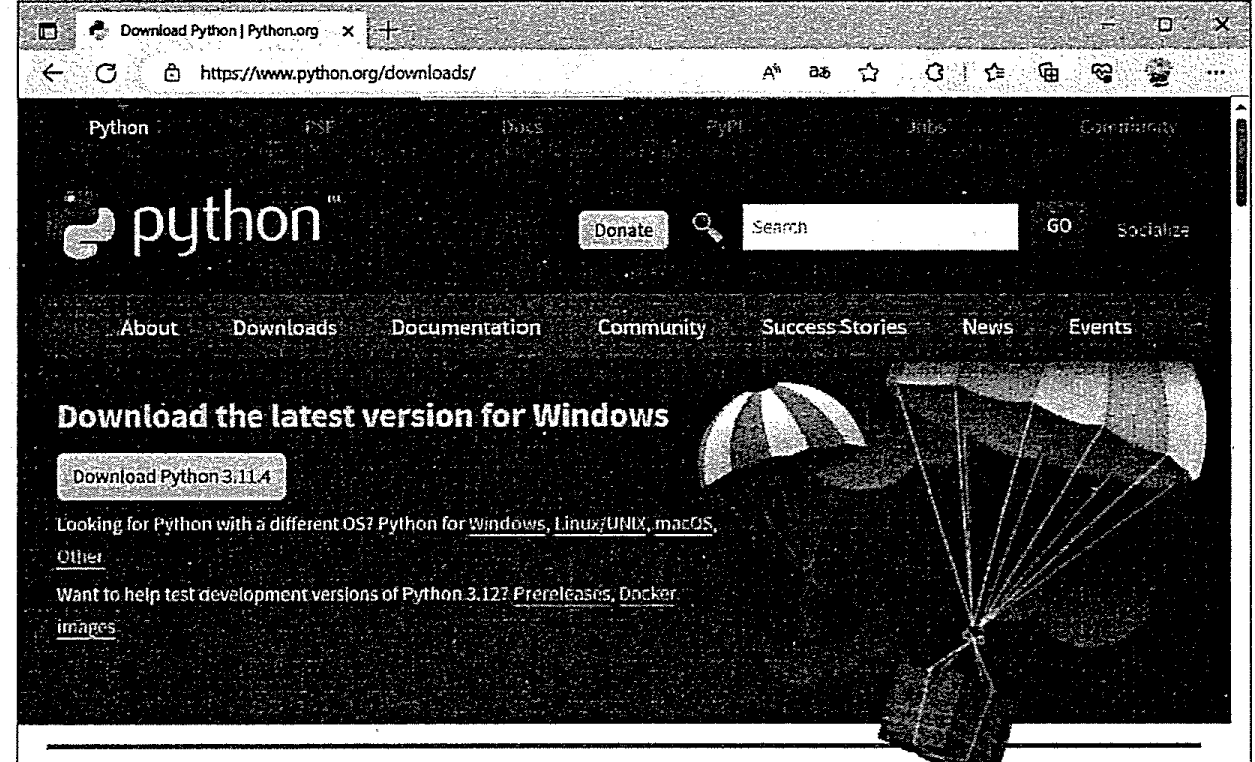 Download Python | Python.org
https://www.python.org/downloads/
Python PSF Docs PyPI Jobs Community
python™
Donate Search GO Socialize
About Downloads Documentation Community Success Stories News Events
Download the latest version for Windows
Download Python 3.11.4
Looking for Python with a different OS? Python for Windows, Linux/UNIX, macOS,
Other
Want to help test development versions of Python 3.12? Prereleases, Docker
images